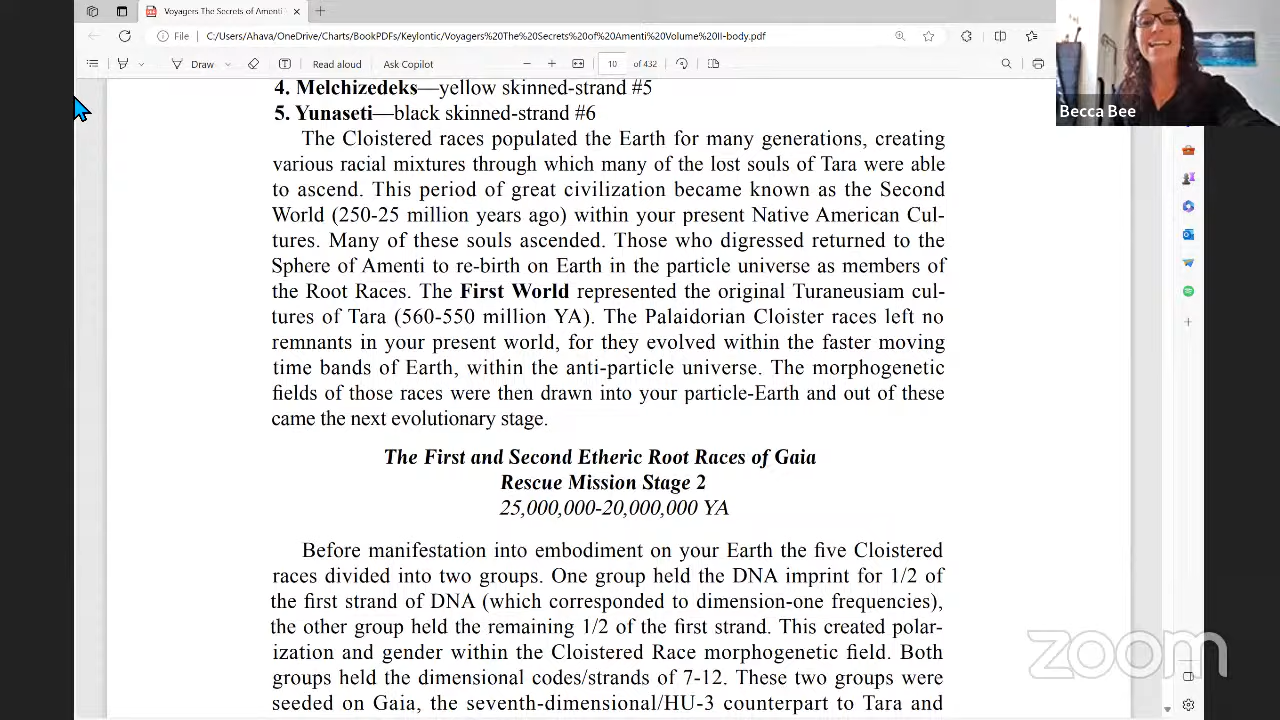 Voyagers The Secrets of Amenti
File
C:/Users/Ahava/OneDrive/Charts/BookPDFs/Keylontic/Voyagers%20The%20Secrets%20of%20Amenti%20Volume%20II-body.pdf
Draw
Read aloud
Ask Copilot
10 of 432
Becca Bee
4. Melchizedeks—yellow skinned-strand #5
5. Yunaseti—black skinned-strand #6
The Cloistered races populated the Earth for many generations, creating
various racial mixtures through which many of the lost souls of Tara were able
to ascend. This period of great civilization became known as the Second
World (250-25 million years ago) within your present Native American Cul-
tures. Many of these souls ascended. Those who digressed returned to the
Sphere of Amenti to re-birth on Earth in the particle universe as members of
the Root Races. The First World represented the original Turaneusiam cul-
tures of Tara (560-550 million YA). The Palaidorian Cloister races left no
remnants in your present world, for they evolved within the faster moving
time bands of Earth, within the anti-particle universe. The morphogenetic
fields of those races were then drawn into your particle-Earth and out of these
came the next evolutionary stage.
The First and Second Etheric Root Races of Gaia
Rescue Mission Stage 2
25,000,000-20,000,000 YA
Before manifestation into embodiment on your Earth the five Cloistered
races divided into two groups. One group held the DNA imprint for 1/2 of
the first strand of DNA (which corresponded to dimension-one frequencies),
the other group held the remaining 1/2 of the first strand. This created polar-
ization and gender within the Cloistered Race morphogenetic field. Both
groups held the dimensional codes/strands of 7-12. These two groups were
seeded on Gaia, the seventh-dimensional/HU-3 counterpart to Tara and
zoom